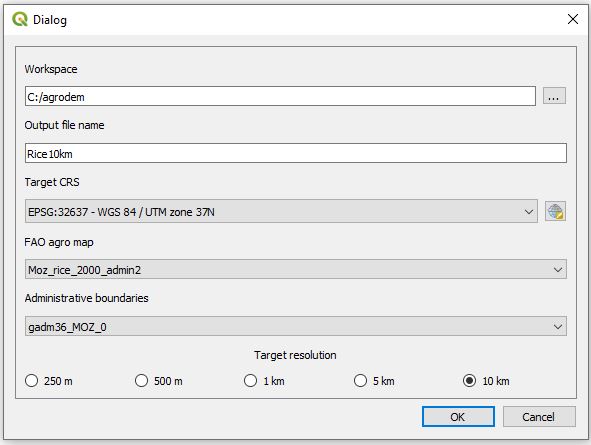 Dialog
Workspace
C:/agrodem
...
Output file name
Rice10km
Target CRS
EPSG:32637 - WGS 84 / UTM zone 37N
FAO agro map
Moz_rice_2000_admin2
Administrative boundaries
gadm36_MOZ_0
Target resolution
250 m 500 m 1 km 5 km 10 km
OK Cancel